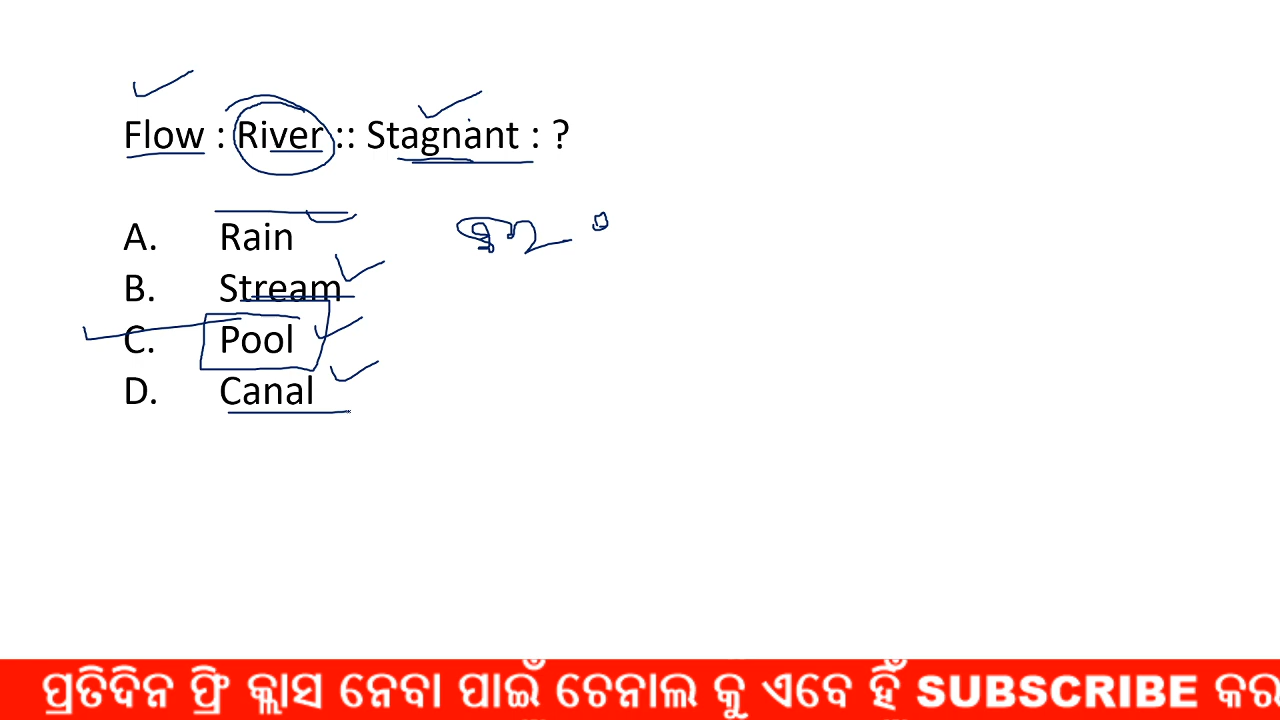 Flow : River :: Stagnant : ?
A. Rain
B. Stream
C. Pool
D. Canal
ପ୍ରତିଦିନ ଫ୍ରି କ୍ଲାସ ନେବା ପାଇଁ ଚେନାଲ କୁ ଏବେ ହିଁ SUBSCRIBE କର